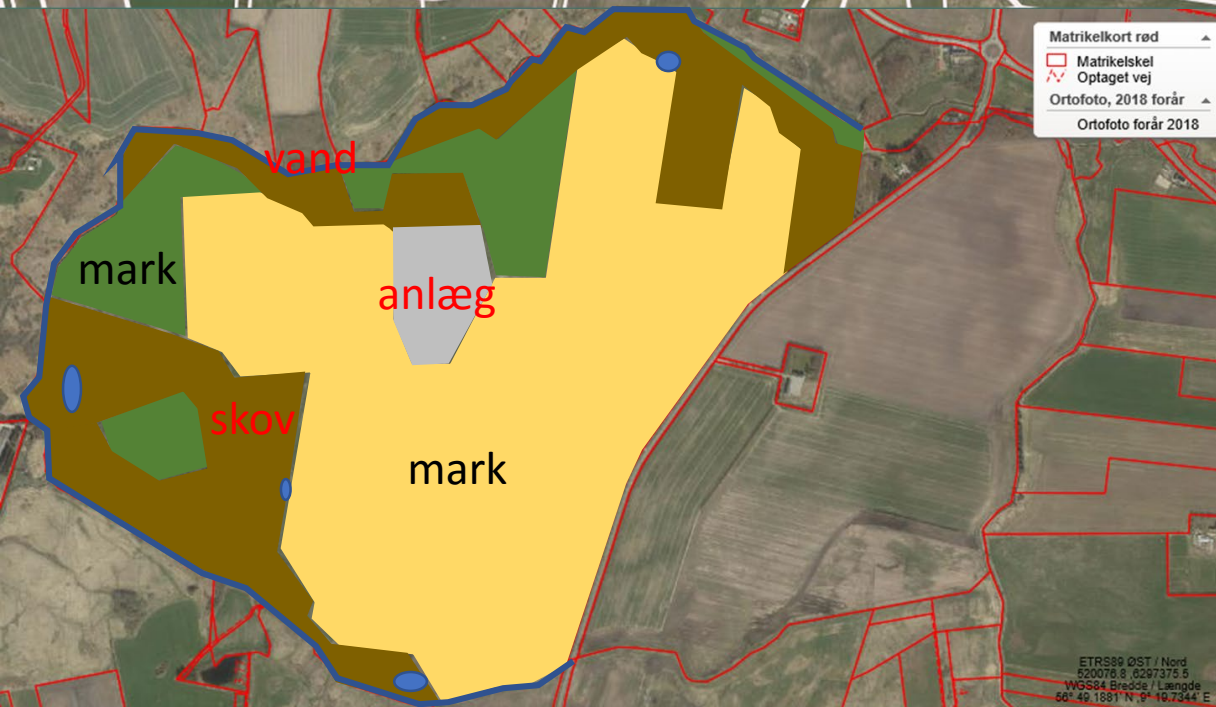 Matrikelkort rød
Matrikelskel
Optaget vej
Ortofoto, 2018 forår
Ortofoto forår 2018
vand
mark
anlæg
skov
mark
ETRS89 ØST / Nord
520076.8 ,6297375.5
WGS84 Bredde / Længde
56° 49.1881' N ,9° 19.7344' E